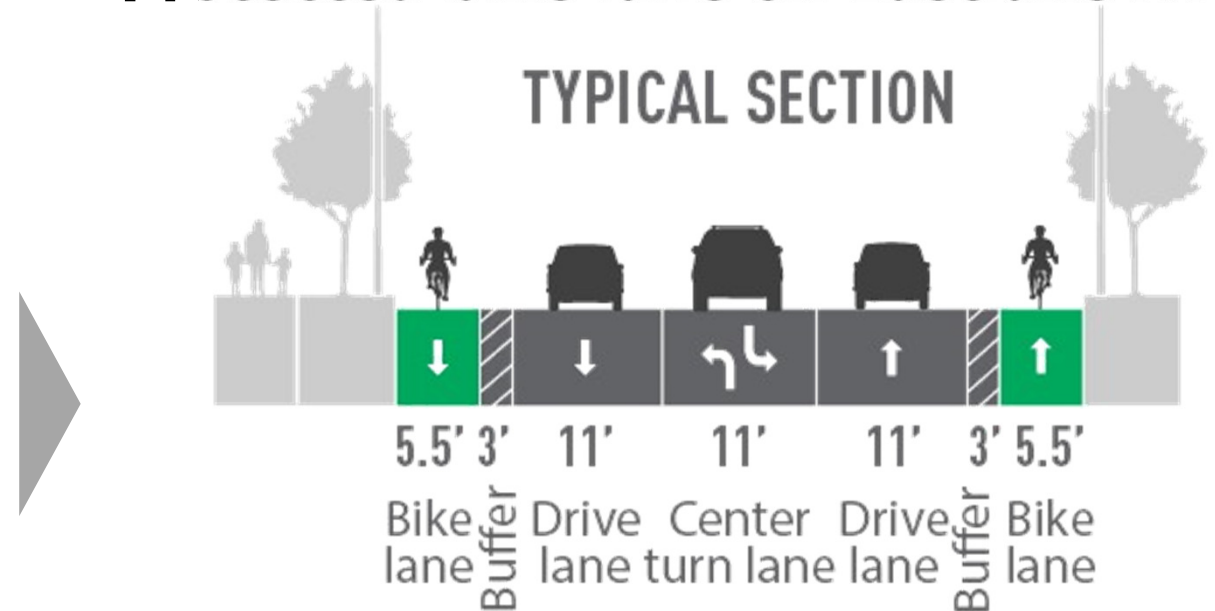 TYPICAL SECTION
5.5' 3' 11' 11' 11' 3' 5.5'
Bike lane
Buffer
Drive lane
Center turn lane
Drive lane
Buffer
Bike lane